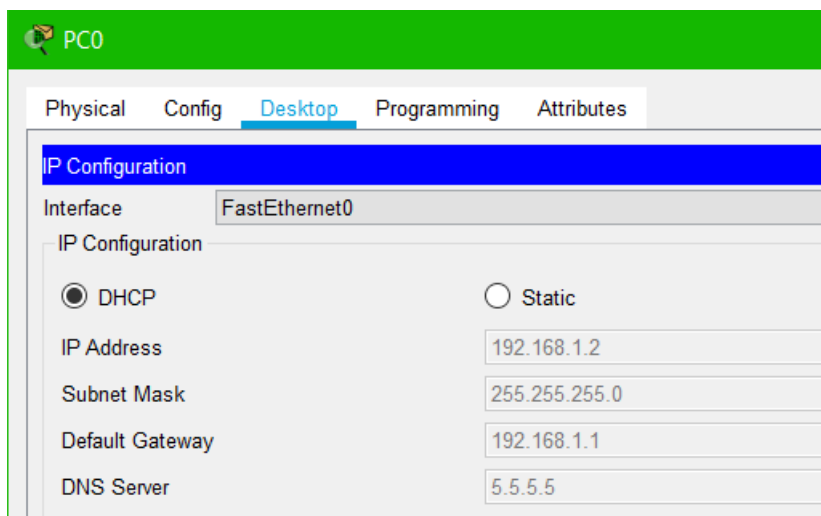 PC0
Physical Config Desktop Programming Attributes
IP Configuration
Interface FastEthernet0
IP Configuration
DHCP Static
IP Address 192.168.1.2
Subnet Mask 255.255.255.0
Default Gateway 192.168.1.1
DNS Server 5.5.5.5